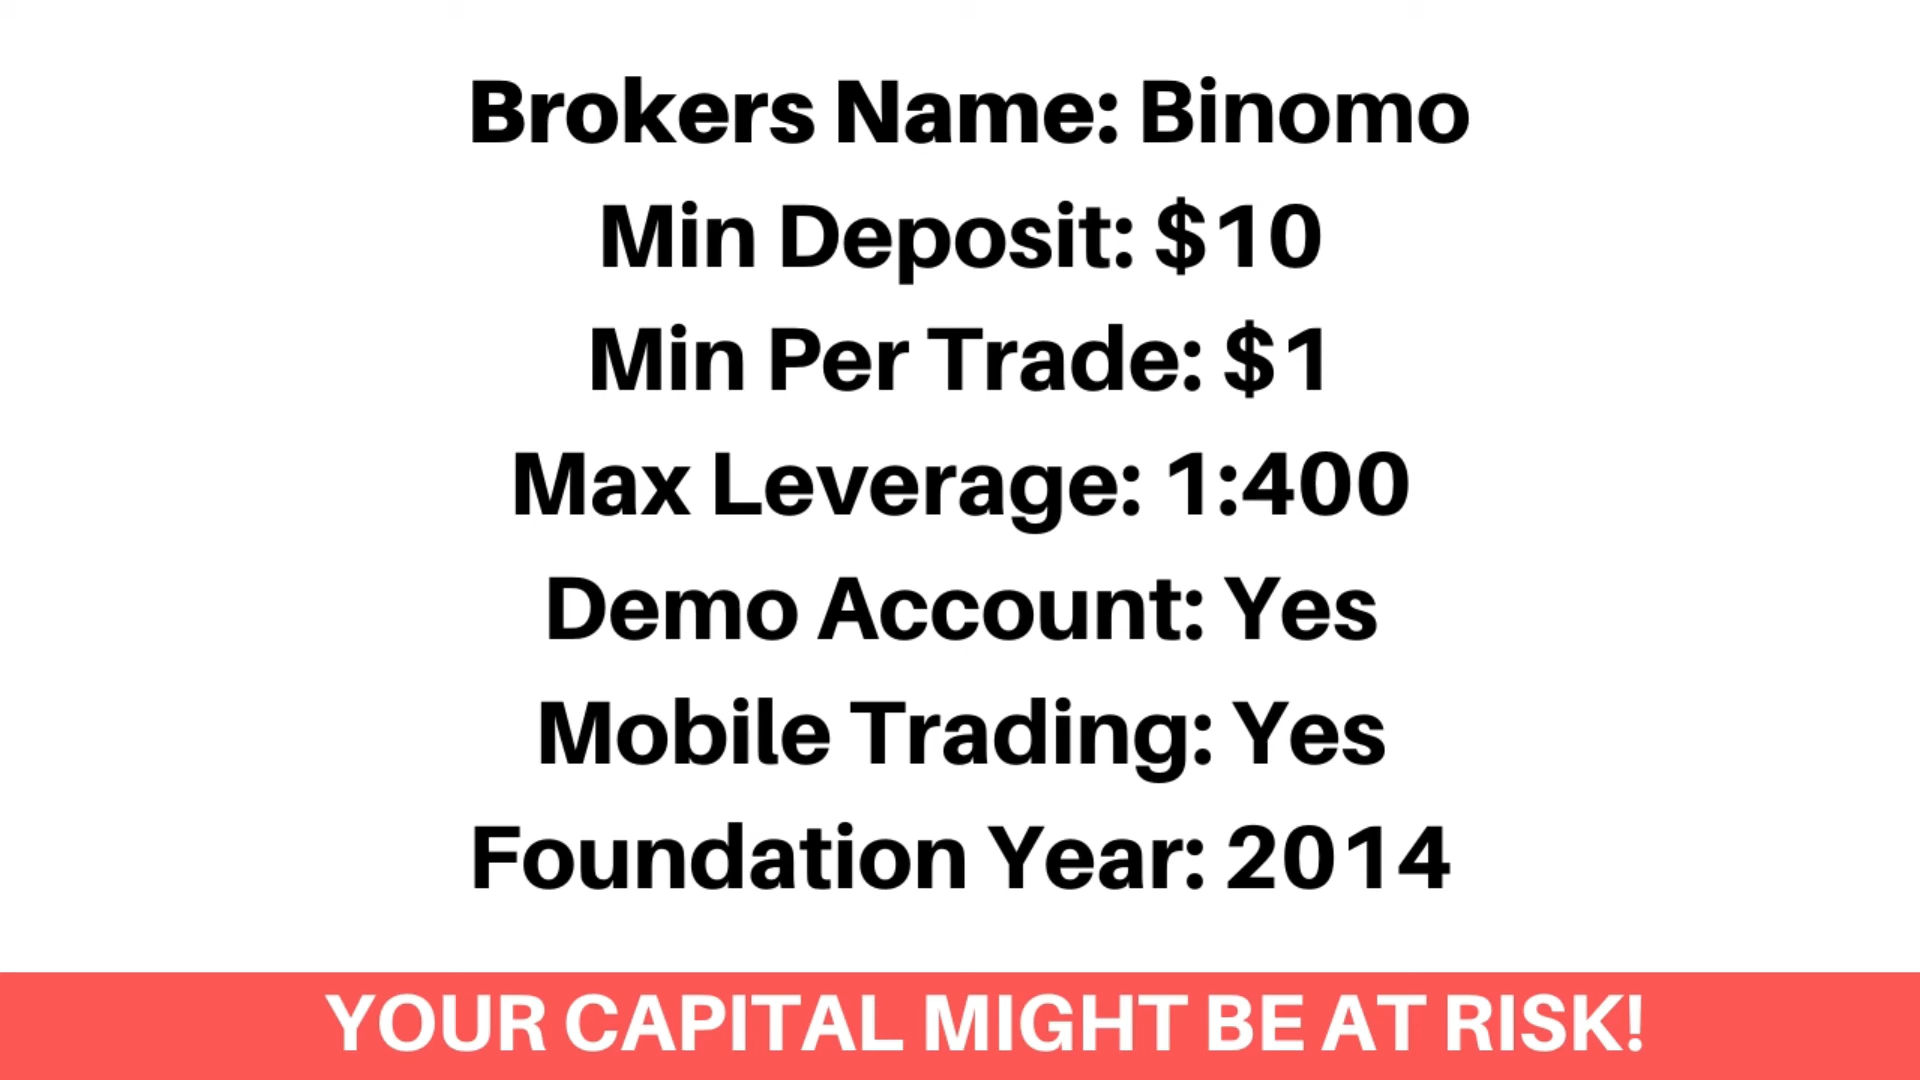 Brokers Name: Binomo
Min Deposit: $10
Min Per Trade: $1
Max Leverage: 1:400
Demo Account: Yes
Mobile Trading: Yes
Foundation Year: 2014
YOUR CAPITAL MIGHT BE AT RISK!